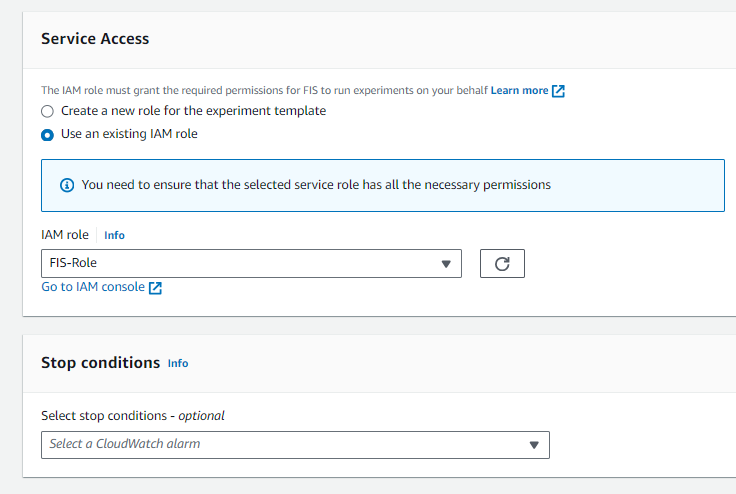 Service Access
The IAM role must grant the required permissions for FIS to run experiments on your behalf Learn more
Create a new role for the experiment template
Use an existing IAM role
You need to ensure that the selected service role has all the necessary permissions
IAM role Info
FIS-Role
Go to IAM console
Stop conditions Info
Select stop conditions - optional
Select a CloudWatch alarm